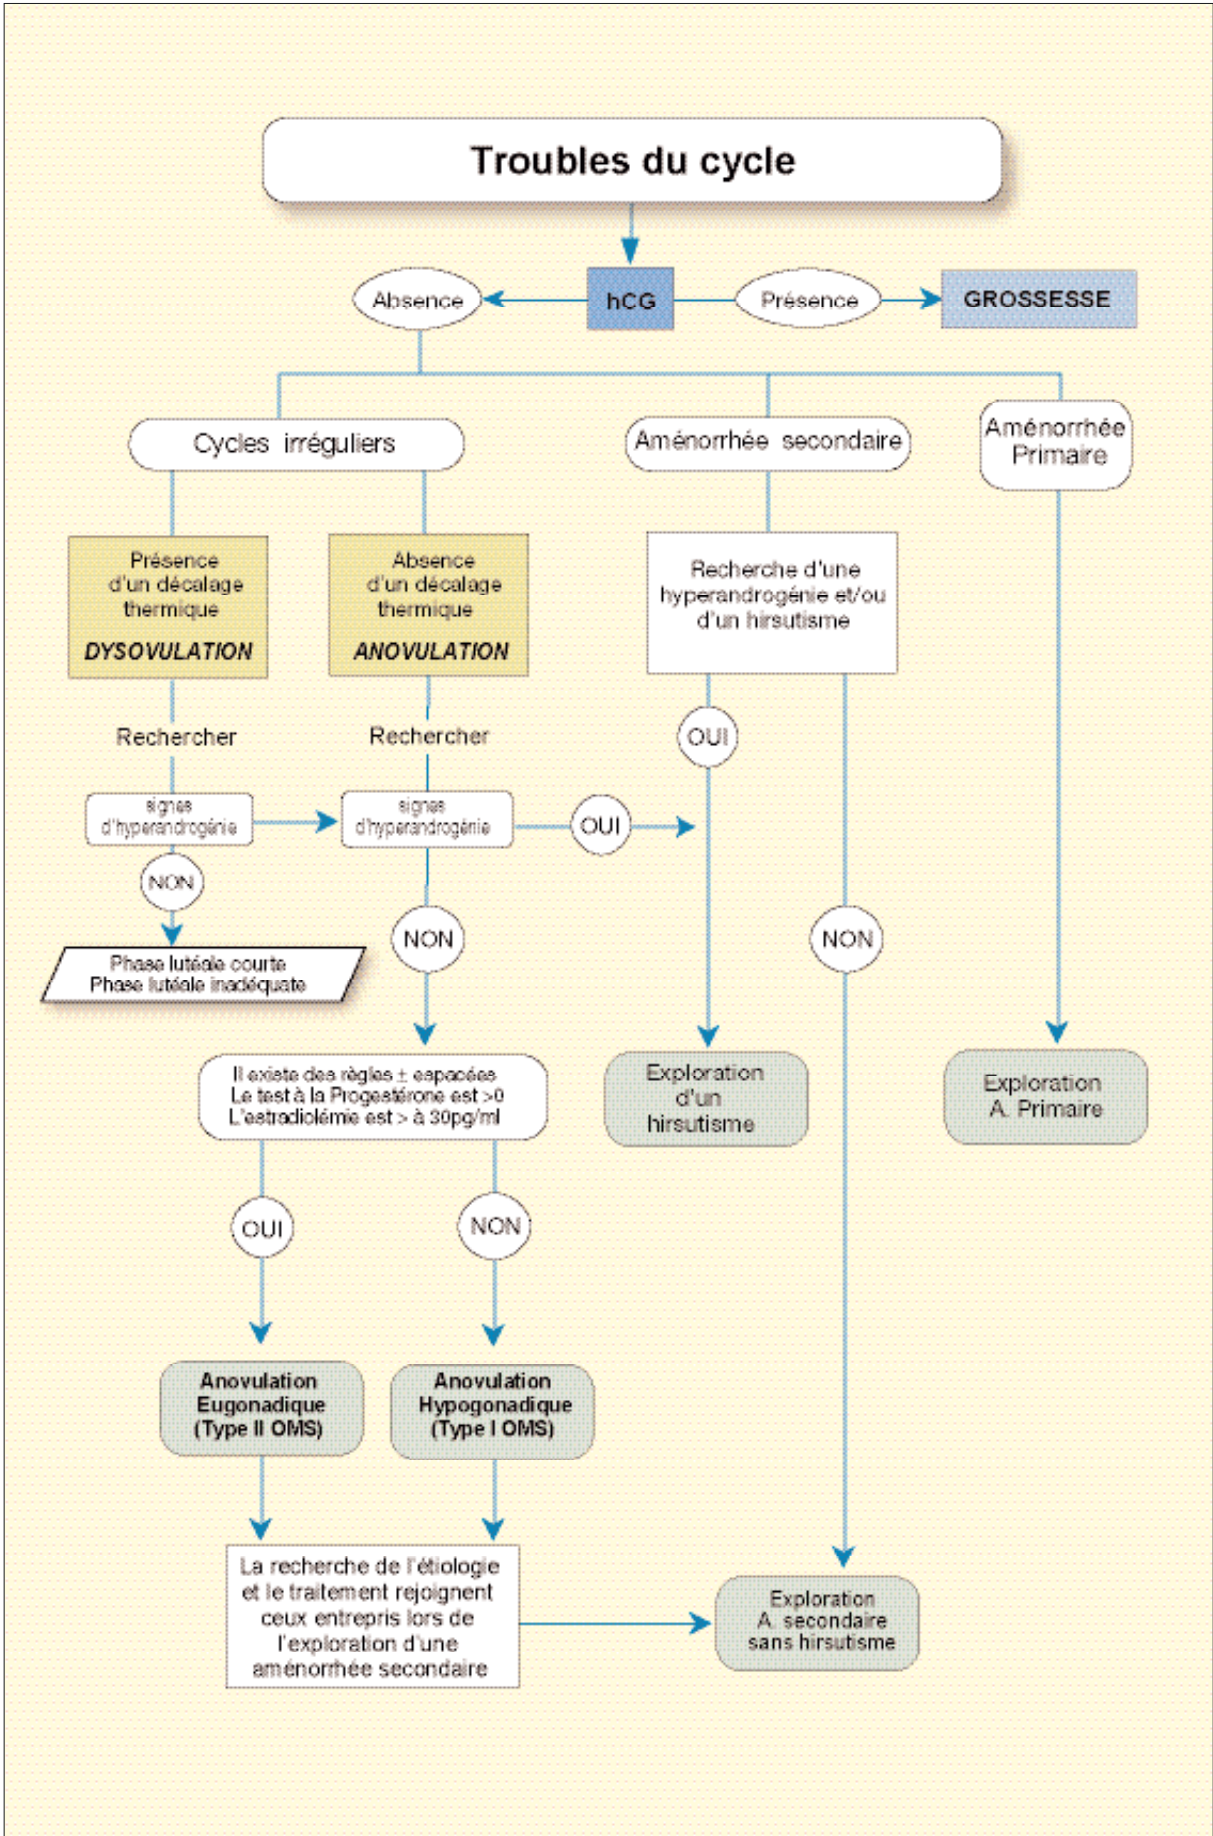 Troubles du cycle
Absence
hCG
Présence
GROSSESSE
Cycles irréguliers
Aménorrhée secondaire
Aménorrhée
Primaire
Présence
d'un décalage
thermique
DYSOVULATION
Absence
d'un décalage
thermique
ANOVULATION
Recherche d'une
hyperandrogénie et/ou
d'un hirsutisme
Rechercher
Rechercher
OUI
signes
d'hyperandrogénie
signes
d'hyperandrogénie
OUI
NON
NON
NON
Phase lutéale courte
Phase lutéale inadéquate
Il existe des règles ± espacées
Le test à la Progestérone est >0
L'estradiolémie est > à 30pg/ml
Exploration
d'un
hirsutisme
Exploration
A. Primaire
OUI
NON
Anovulation
Eugonadique
(Type II OMS)
Anovulation
Hypogonadique
(Type I OMS)
La recherche de l'étiologie
et le traitement rejoignent
ceux entrepris lors de
l'exploration d'une
aménorrhée secondaire
Exploration
A. secondaire
sans hirsutisme